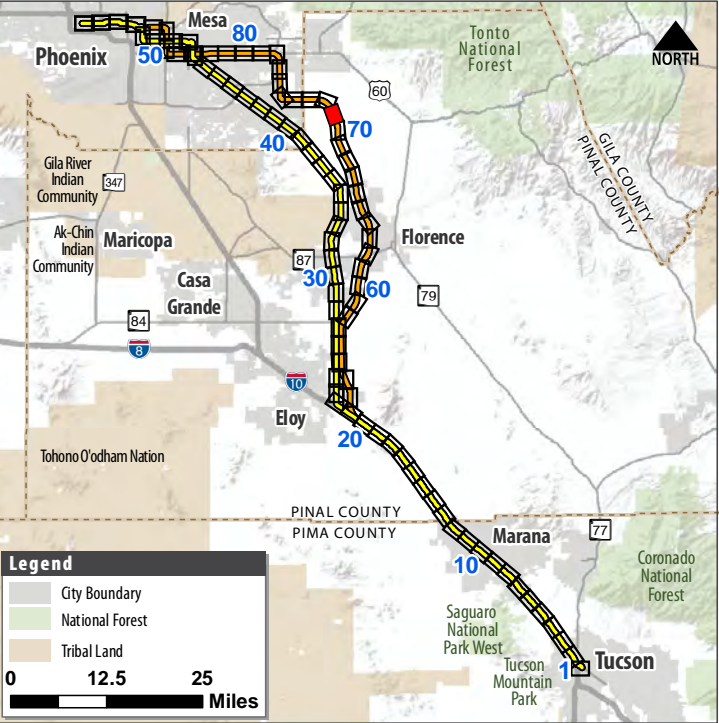 Mesa
80
Phoenix
50
Tonto
National
Forest
NORTH
60
70
40
GILA COUNTY
PINAL COUNTY
Gila River
Indian
Community
347
Ak-Chin
Indian
Community
Maricopa
Florence
87
30
Casa
Grande
60
79
84
8
10
Eloy
20
Tohono O'odham Nation
PINAL COUNTY
PIMA COUNTY
Marana
77
10
Coronado
National
Forest
Saguaro
National
Park West
Tucson
Mountain
Park
1
Tucson
Legend
City Boundary
National Forest
Tribal Land
0 12.5 25
Miles